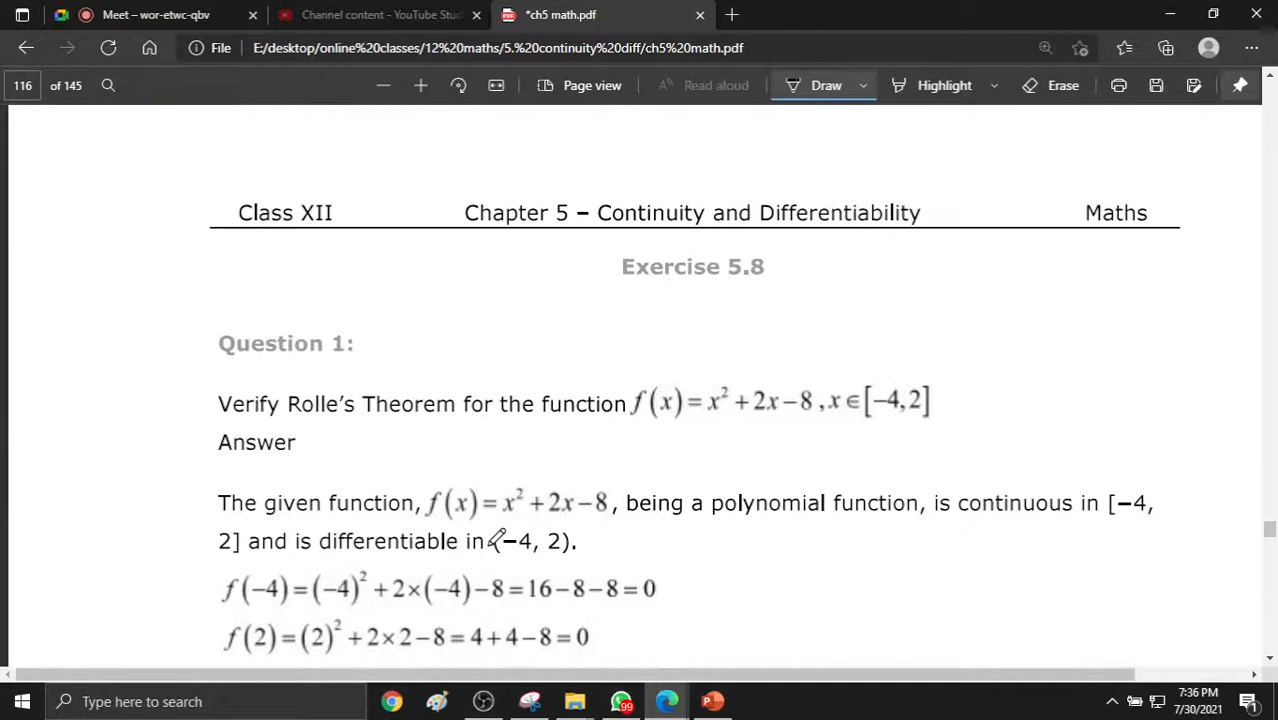 Meet – wor-etwc-qbv
Channel content - YouTube Stud
*ch5 math.pdf
File E:/desktop/online%20classes/12%20maths/5.%20continuity%20diff/ch5%20math.pdf
116 of 145 Page view Read aloud Draw Highlight Erase
Class XII Chapter 5 – Continuity and Differentiability Maths
Exercise 5.8
Question 1:
Verify Rolle's Theorem for the function f(x) = x² + 2x − 8 , x ∈ [−4, 2]
Answer
The given function, f(x) = x² + 2x − 8, being a polynomial function, is continuous in [−4,
2] and is differentiable in (−4, 2).
f(−4) = (−4)² + 2×(−4) − 8 = 16 − 8 − 8 = 0
f(2) = (2)² + 2 × 2 − 8 = 4 + 4 − 8 = 0
Type here to search
99
7:36 PM
7/30/2021
1